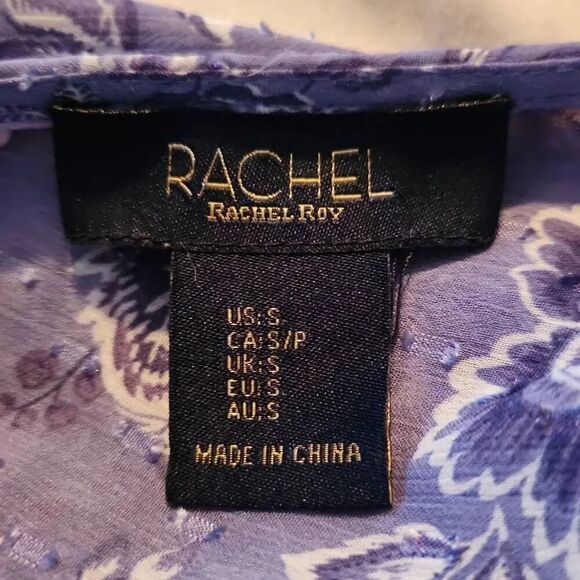 RACHEL
RACHEL ROY
US: S
CA: S/P
UK: S
EU: S
AU: S
MADE IN CHINA